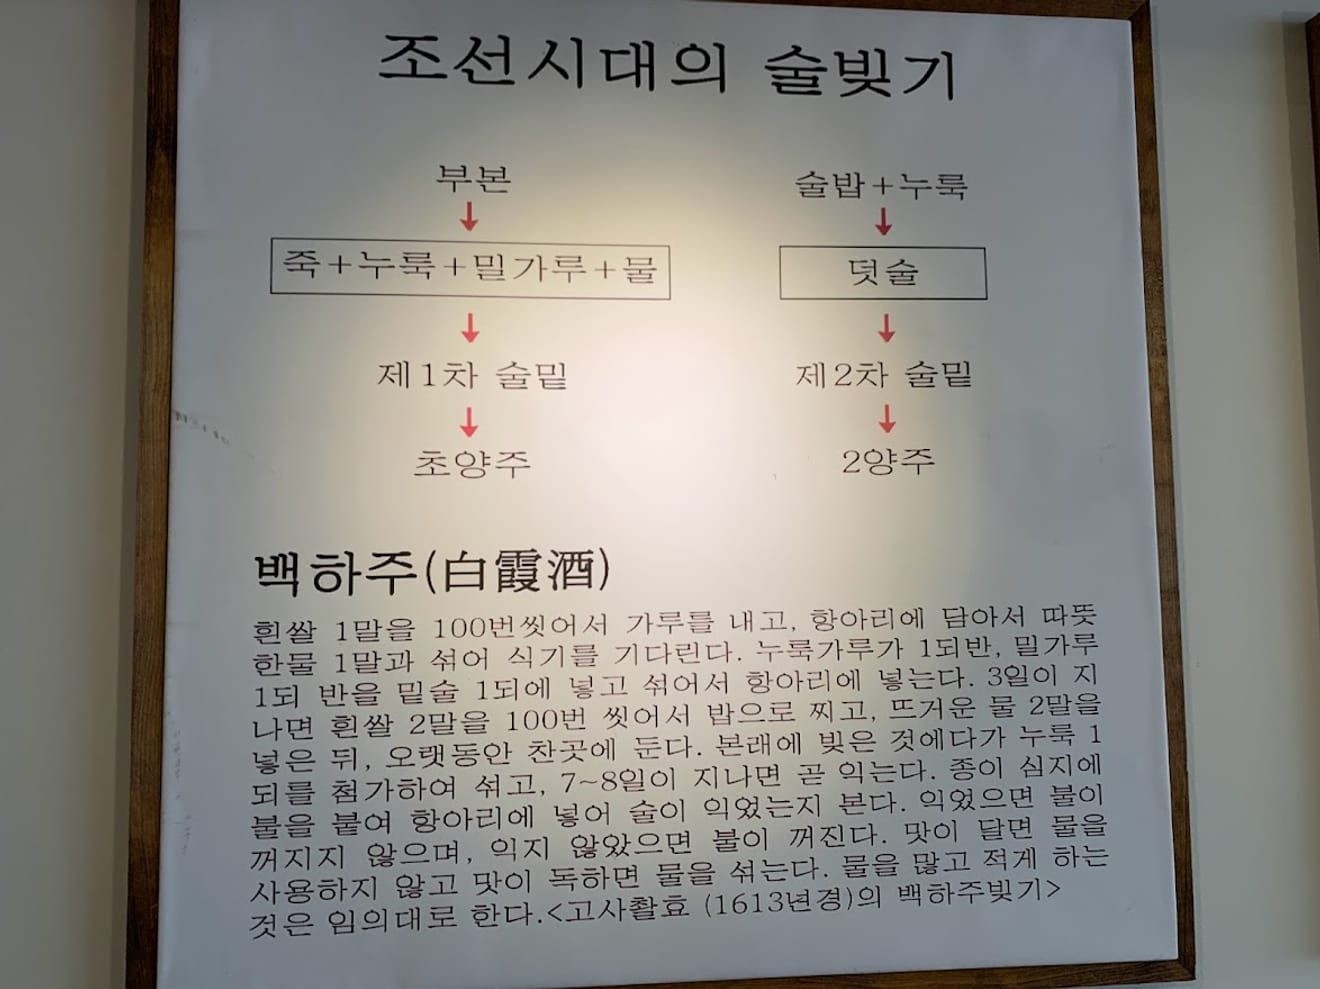 조선시대의 술빚기
부본
↓
죽+누룩+밀가루+물
↓
제1차 술밑
↓
초양주
술밥+누룩
↓
덧술
↓
제2차 술밑
↓
2양주
백하주(白霞酒)
흰쌀 1말을 100번씻어서 가루를 내고, 항아리에 담아서 따뜻
한물 1말과 섞어 식기를 기다린다. 누룩가루가 1되반, 밀가루
1되 반을 밑술 1되에 넣고 섞어서 항아리에 넣는다. 3일이 지
나면 흰쌀 2말을 100번 씻어서 밥으로 찌고, 뜨거운 물 2말을
넣은 뒤, 오랫동안 찬곳에 둔다. 본래에 빚은 것에다가 누룩 1
되를 첨가하여 섞고, 7~8일이 지나면 곧 익는다. 종이 심지에
불을 붙여 항아리에 넣어 술이 익었는지 본다. 익었으면 불이
꺼지지 않으며, 익지 않았으면 불이 꺼진다. 맛이 달면 물을
사용하지 않고 맛이 독하면 물을 섞는다. 물을 많고 적게 하는
것은 임의대로 한다.<고사촬효 (1613년경)의 백하주빚기>